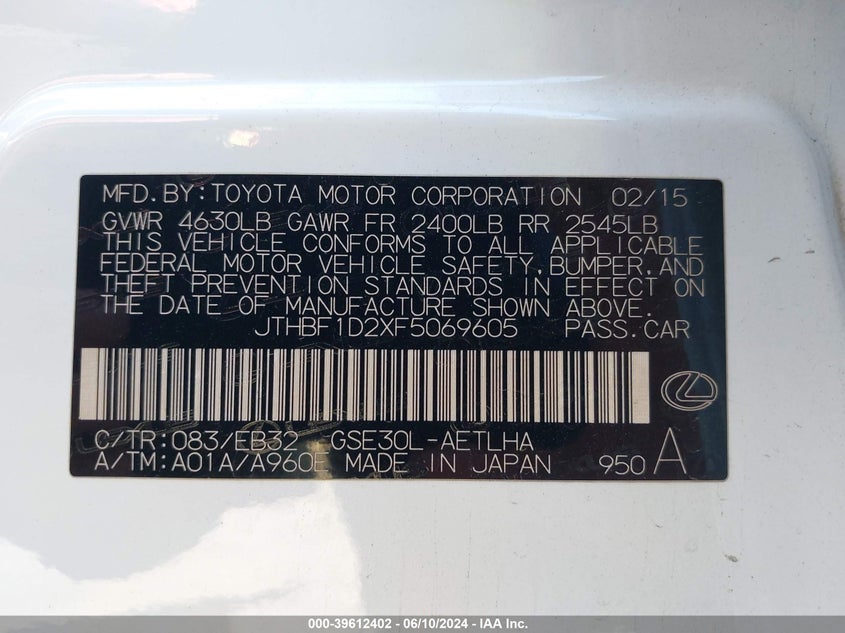 MFD.BY:TOYOTA MOTOR CORPORATION 02/15
GVWR 4630LB GAWR FR 2400LB RR 2545LB
THIS VEHICLE CONFORMS TO ALL APPLICABLE
FEDERAL MOTOR VEHICLE SAFETY,BUMPER,AND
THEFT PREVENTION STANDARDS IN EFFECT ON
THE DATE OF MANUFACTURE SHOWN ABOVE.
JTHBF1D2XF5069605 PASS.CAR
C/TR:083/EB32 GSE30L-AETLHA
A/TM:A01A/A960E MADE IN JAPAN 950 A
000-39612402 - 06/10/2024 - IAA Inc.